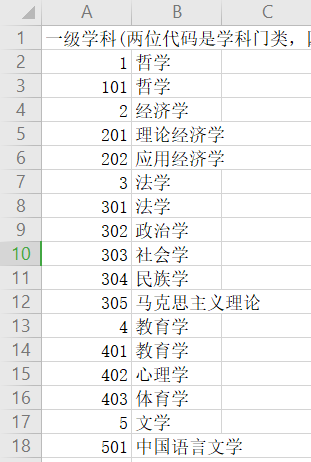 A B C
1 一级学科(两位代码是学科门类，
2 1 哲学
3 101 哲学
4 2 经济学
5 201 理论经济学
6 202 应用经济学
7 3 法学
8 301 法学
9 302 政治学
10 303 社会学
11 304 民族学
12 305 马克思主义理论
13 4 教育学
14 401 教育学
15 402 心理学
16 403 体育学
17 5 文学
18 501 中国语言文学